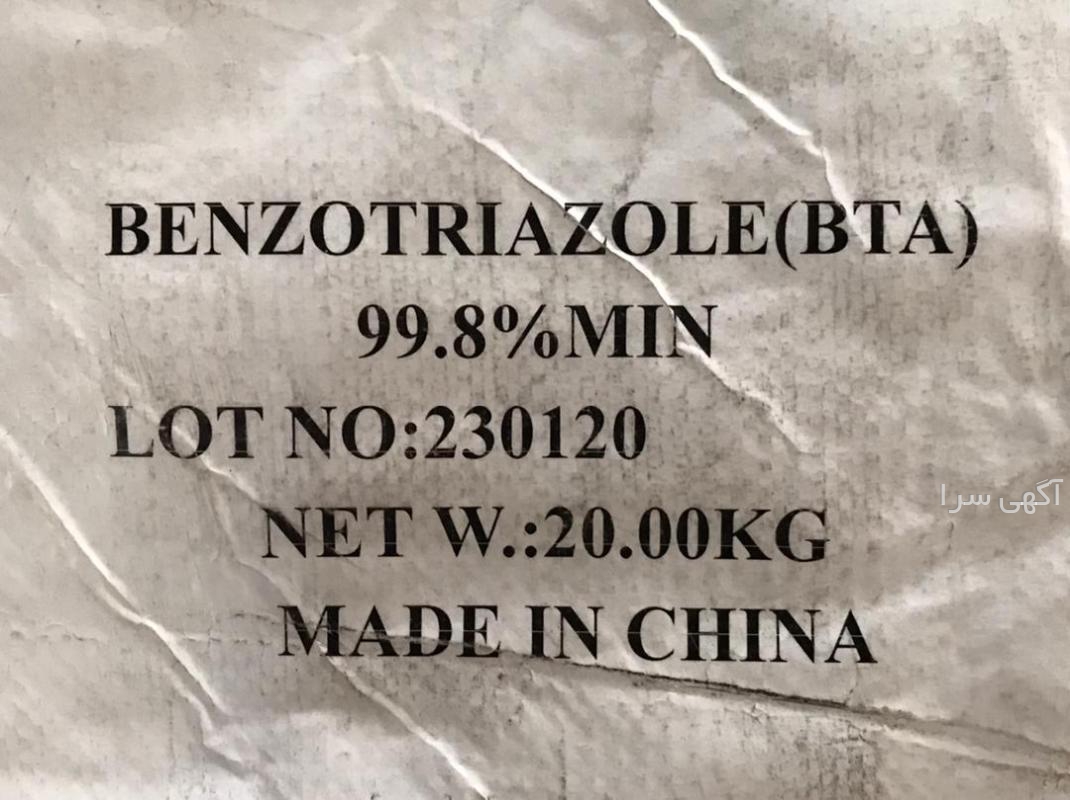 BENZOTRIAZOLE(BTA)
99.8%MIN
LOT NO:230120
آگهی سرا
NET W.:20.00KG
MADE IN CHINA